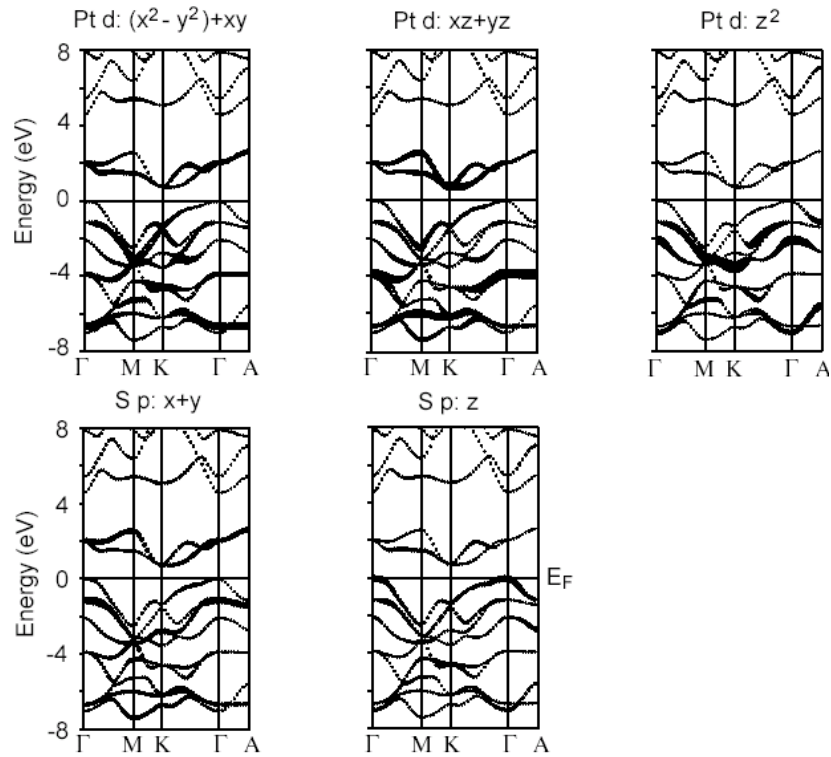 Pt d: (x² - y²)+xy
Pt d: xz+yz
Pt d: z²
Energy (eV)
8
4
0
-4
-8
Γ M K Γ A
Γ M K Γ A
Γ M K Γ A
S p: x+y
S p: z
Energy (eV)
8
4
0
-4
-8
E_F
Γ M K Γ A
Γ M K Γ A